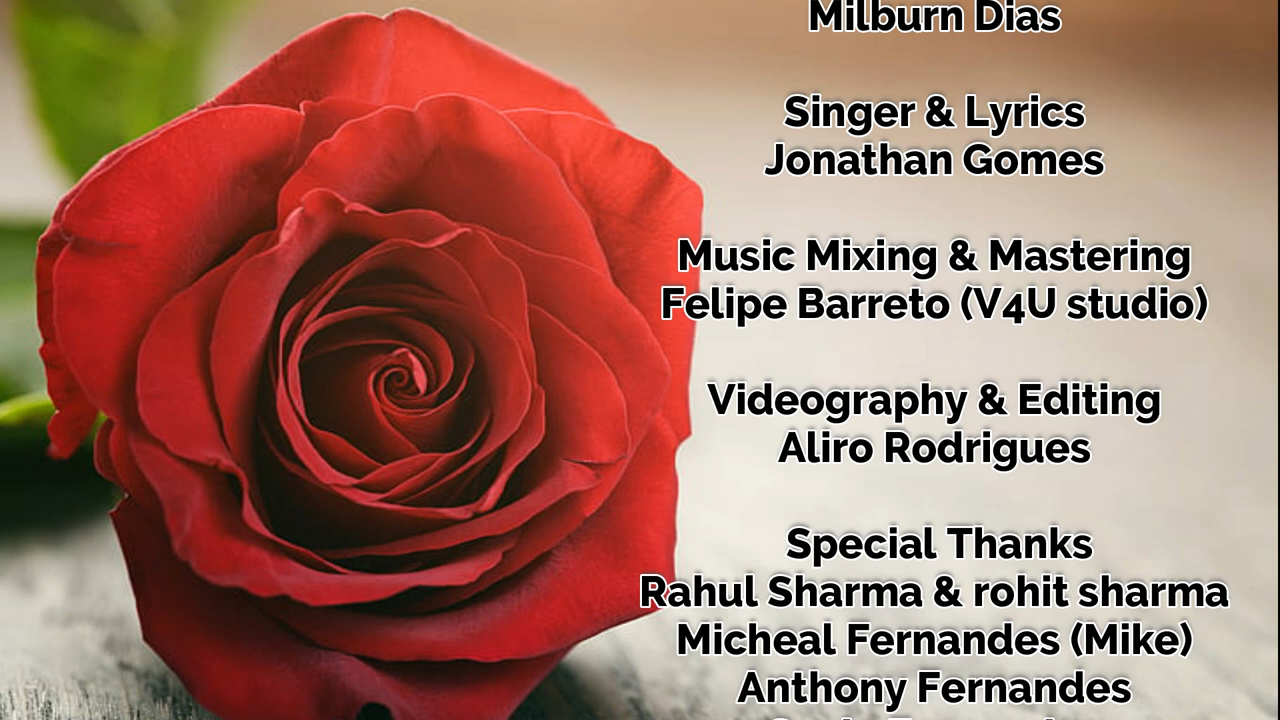 Milburn Dias
Singer & Lyrics
Jonathan Gomes
Music Mixing & Mastering
Felipe Barreto (V4U studio)
Videography & Editing
Aliro Rodrigues
Special Thanks
Rahul Sharma & rohit sharma
Micheal Fernandes (Mike)
Anthony Fernandes